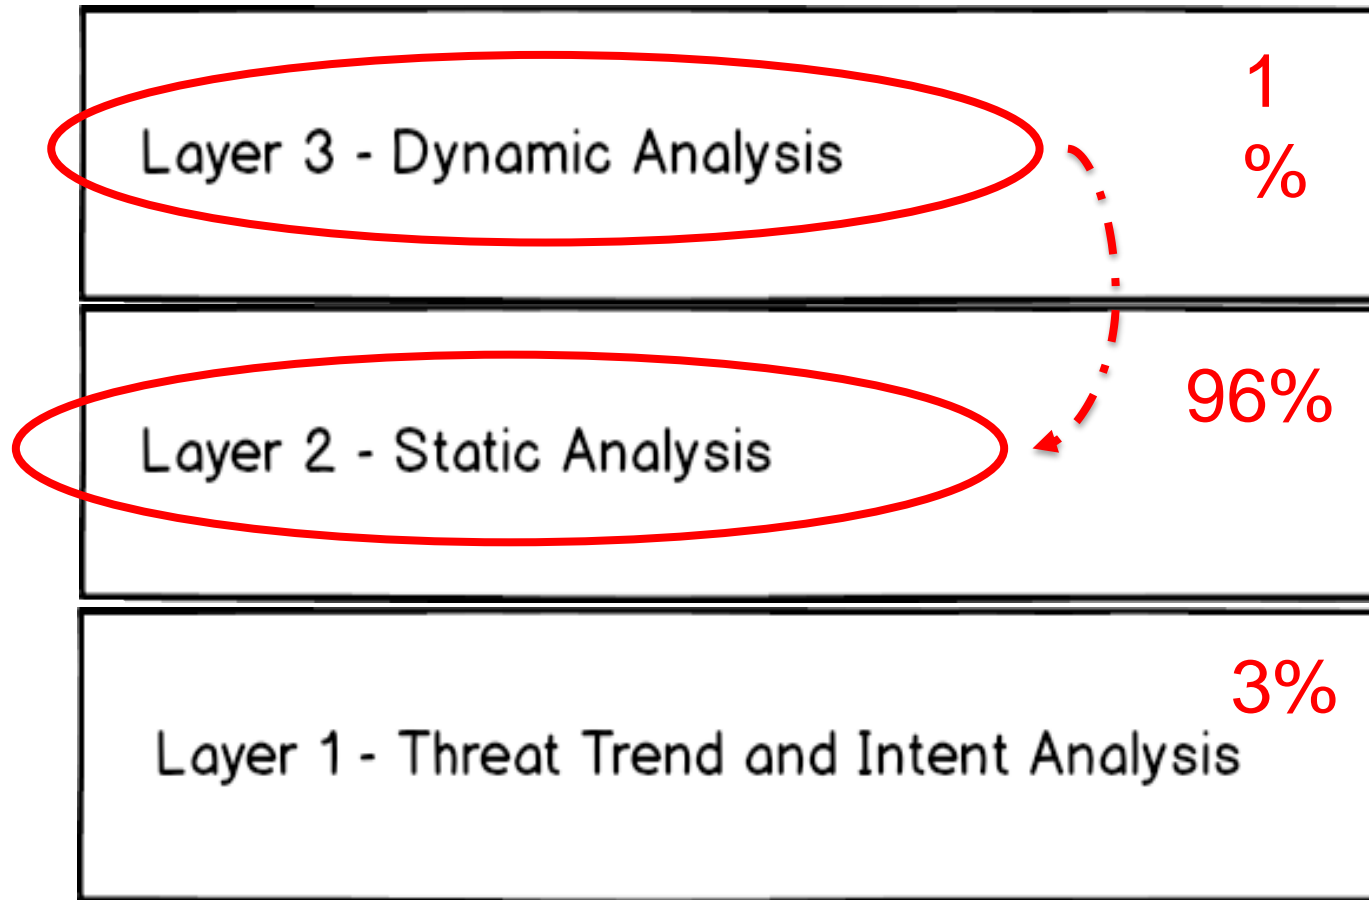 1
%
Layer 3 - Dynamic Analysis
96%
Layer 2 - Static Analysis
3%
Layer 1 - Threat Trend and Intent Analysis